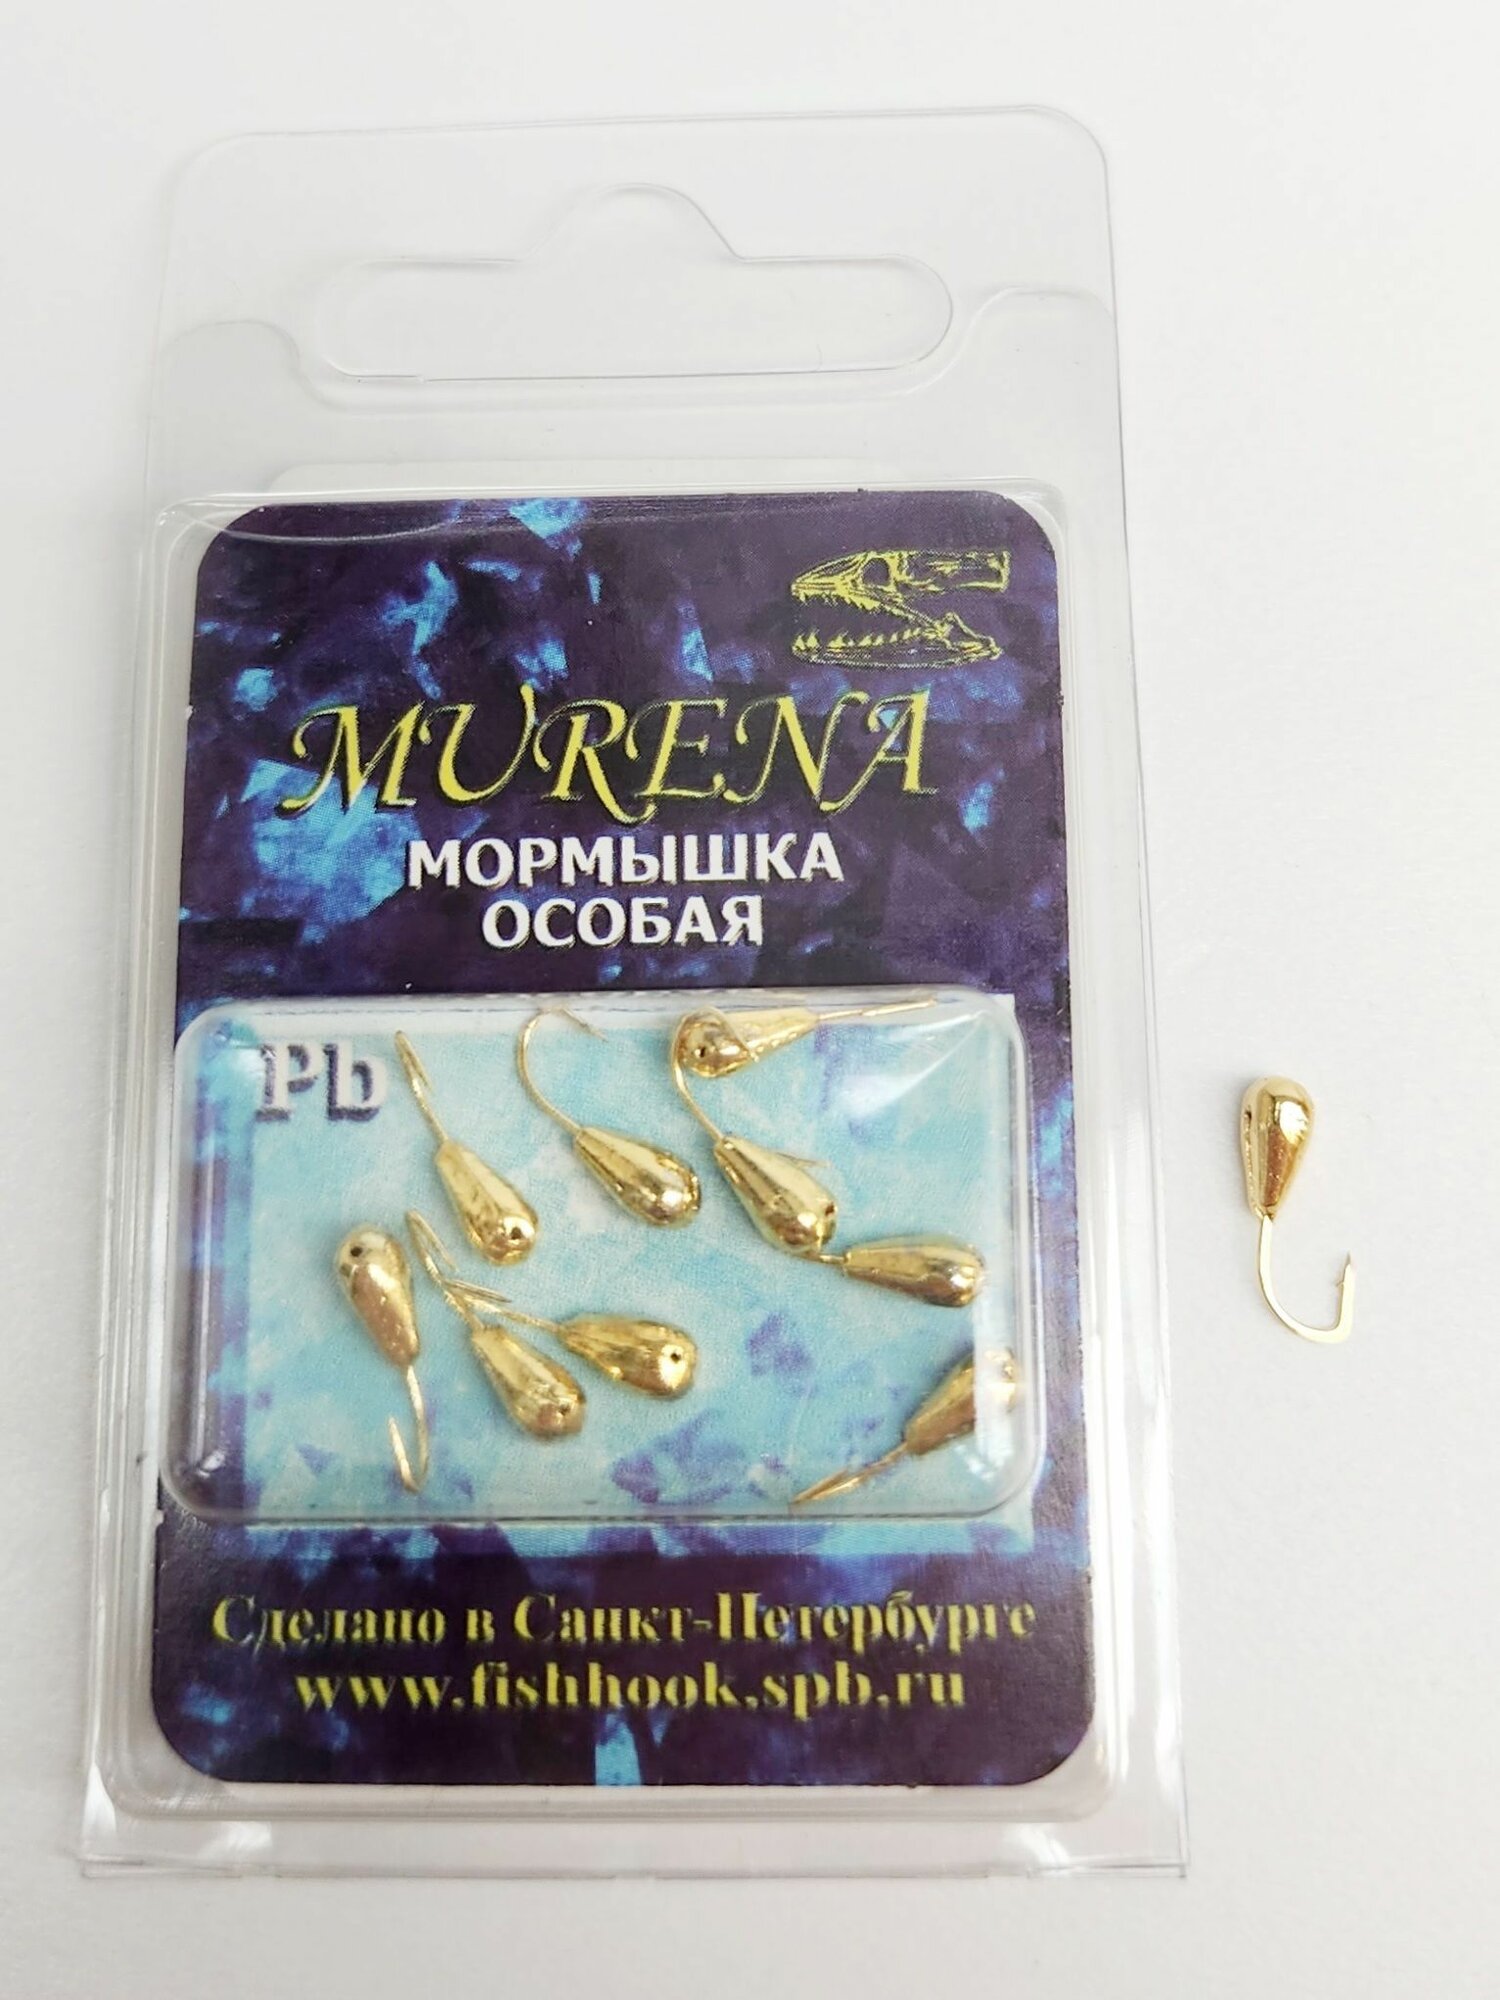 MURENA
МОРМЫШКА
ОСОБАЯ
Pb
Сделано в Санкт-Петербурге
www.fishhook.spb.ru